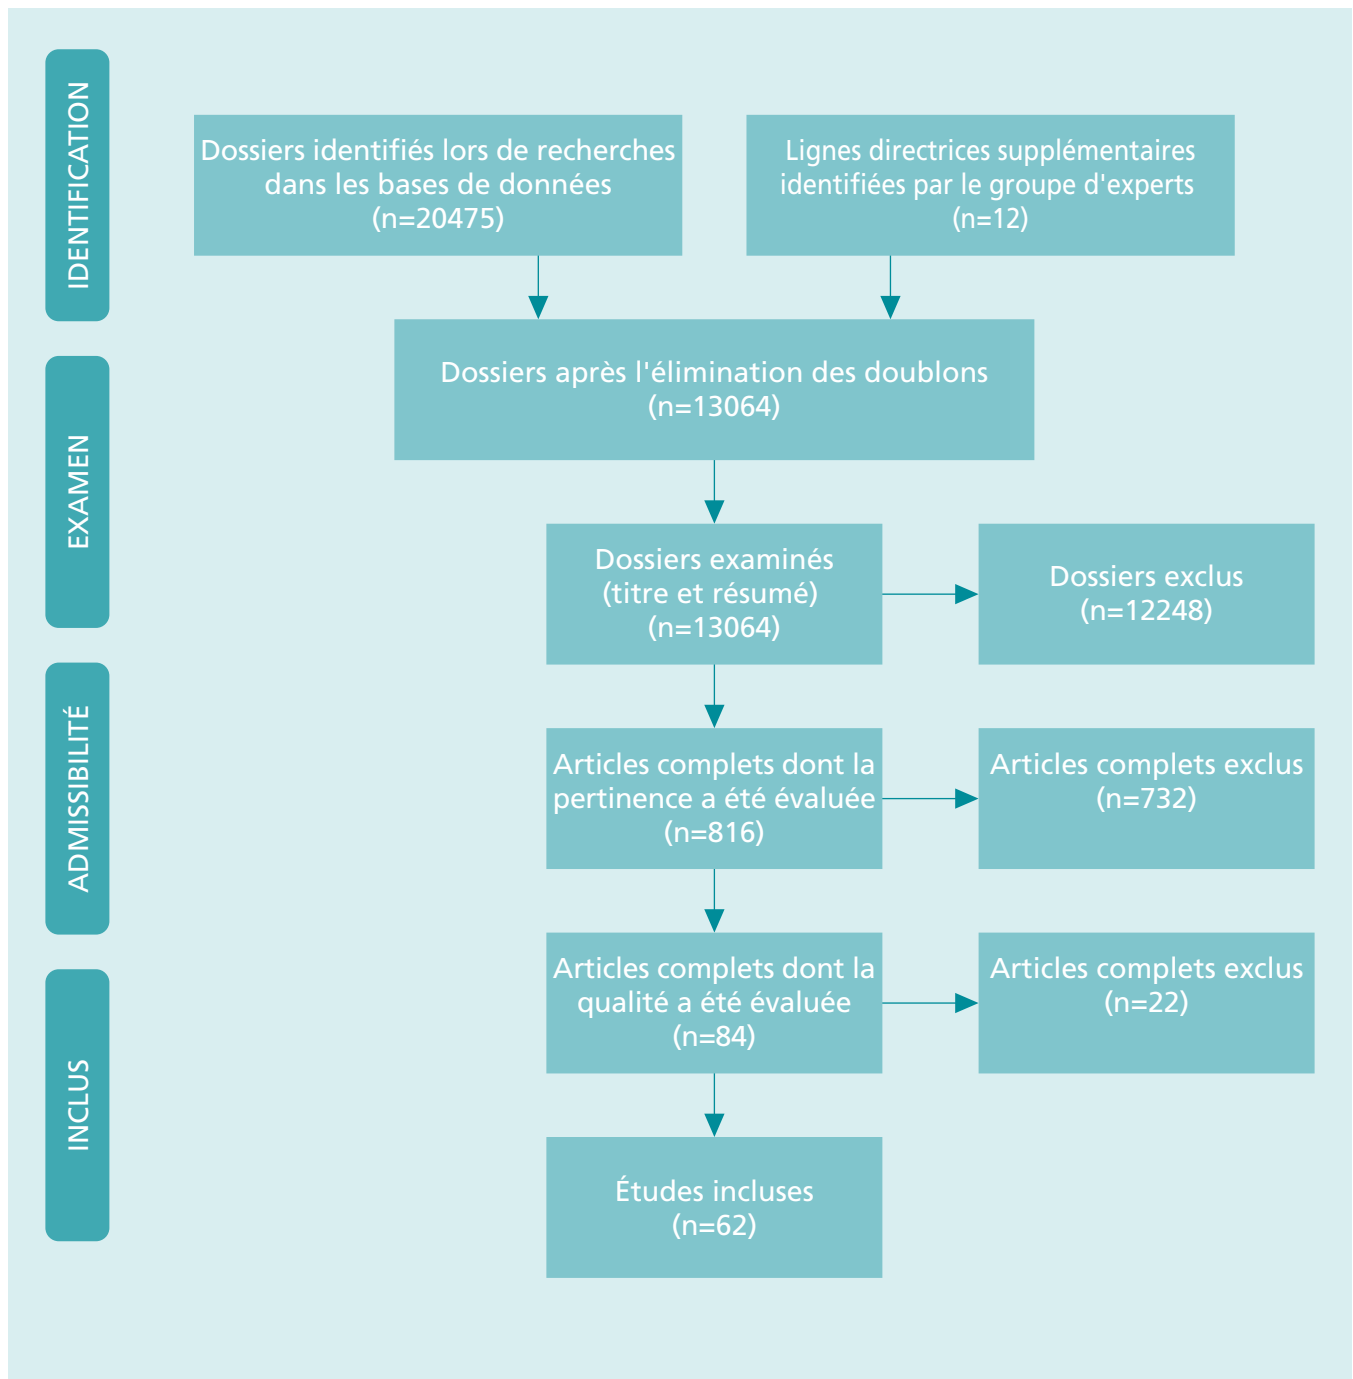 IDENTIFICATION
Dossiers identifiés lors de recherches
dans les bases de données
(n=20475)
Lignes directrices supplémentaires
identifiées par le groupe d'experts
(n=12)
Dossiers après l'élimination des doublons
(n=13064)
EXAMEN
Dossiers examinés
(titre et résumé)
(n=13064)
Dossiers exclus
(n=12248)
ADMISSIBILITÉ
Articles complets dont la
pertinence a été évaluée
(n=816)
Articles complets exclus
(n=732)
Articles complets dont la
qualité a été évaluée
(n=84)
Articles complets exclus
(n=22)
INCLUS
Études incluses
(n=62)